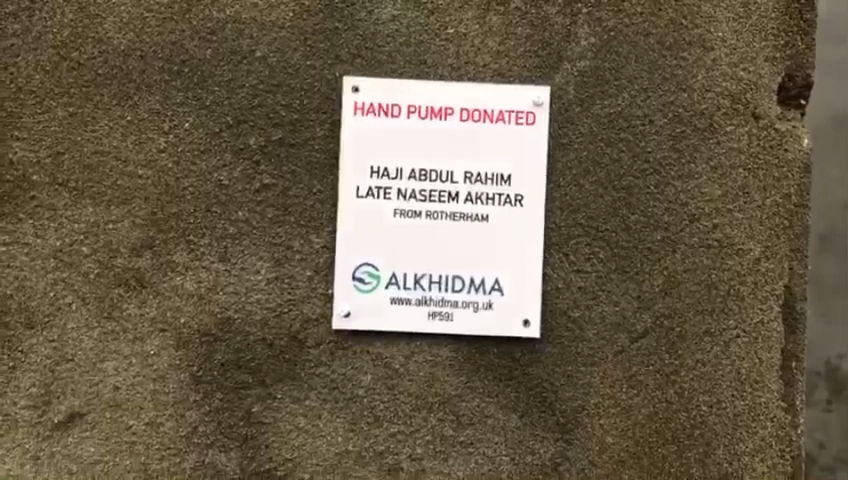 HAND PUMP DONATED
HAJI ABDUL RAHIM
LATE NASEEM AKHTAR
FROM ROTHERHAM
ALKHIDMA
www.alkhidma.org.uk
HP591